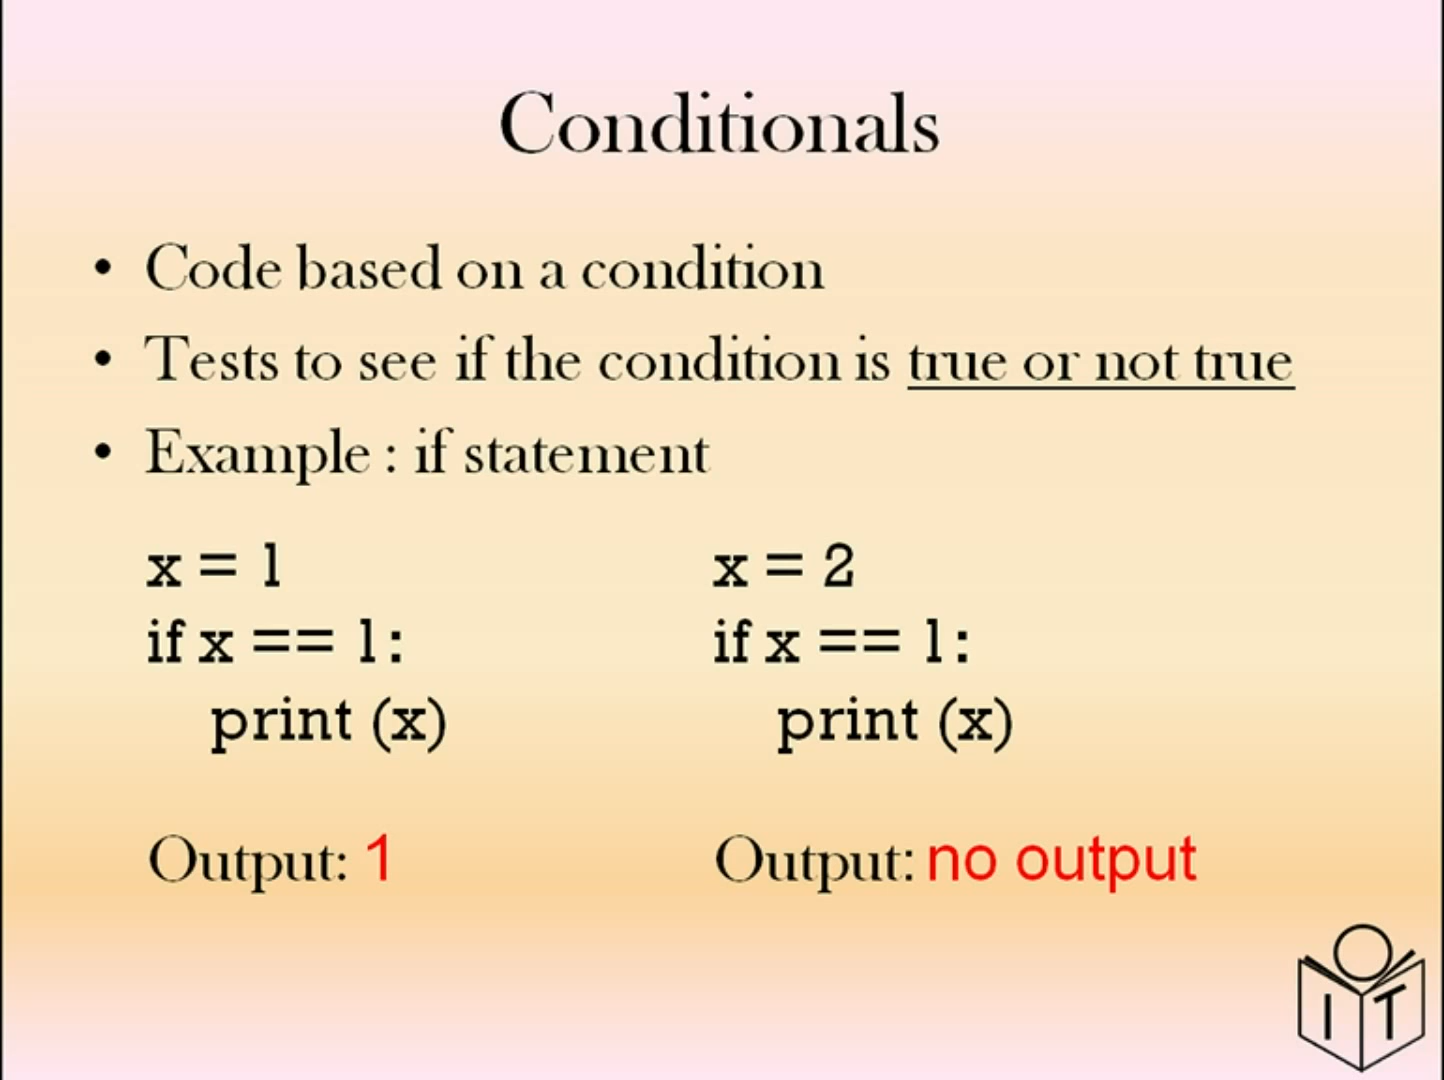 Conditionals
• Code based on a condition
• Tests to see if the condition is true or not true
• Example : if statement
x = 1
if x == 1:
print (x)
Output: 1
x = 2
if x == 1:
print (x)
Output: no output
I T